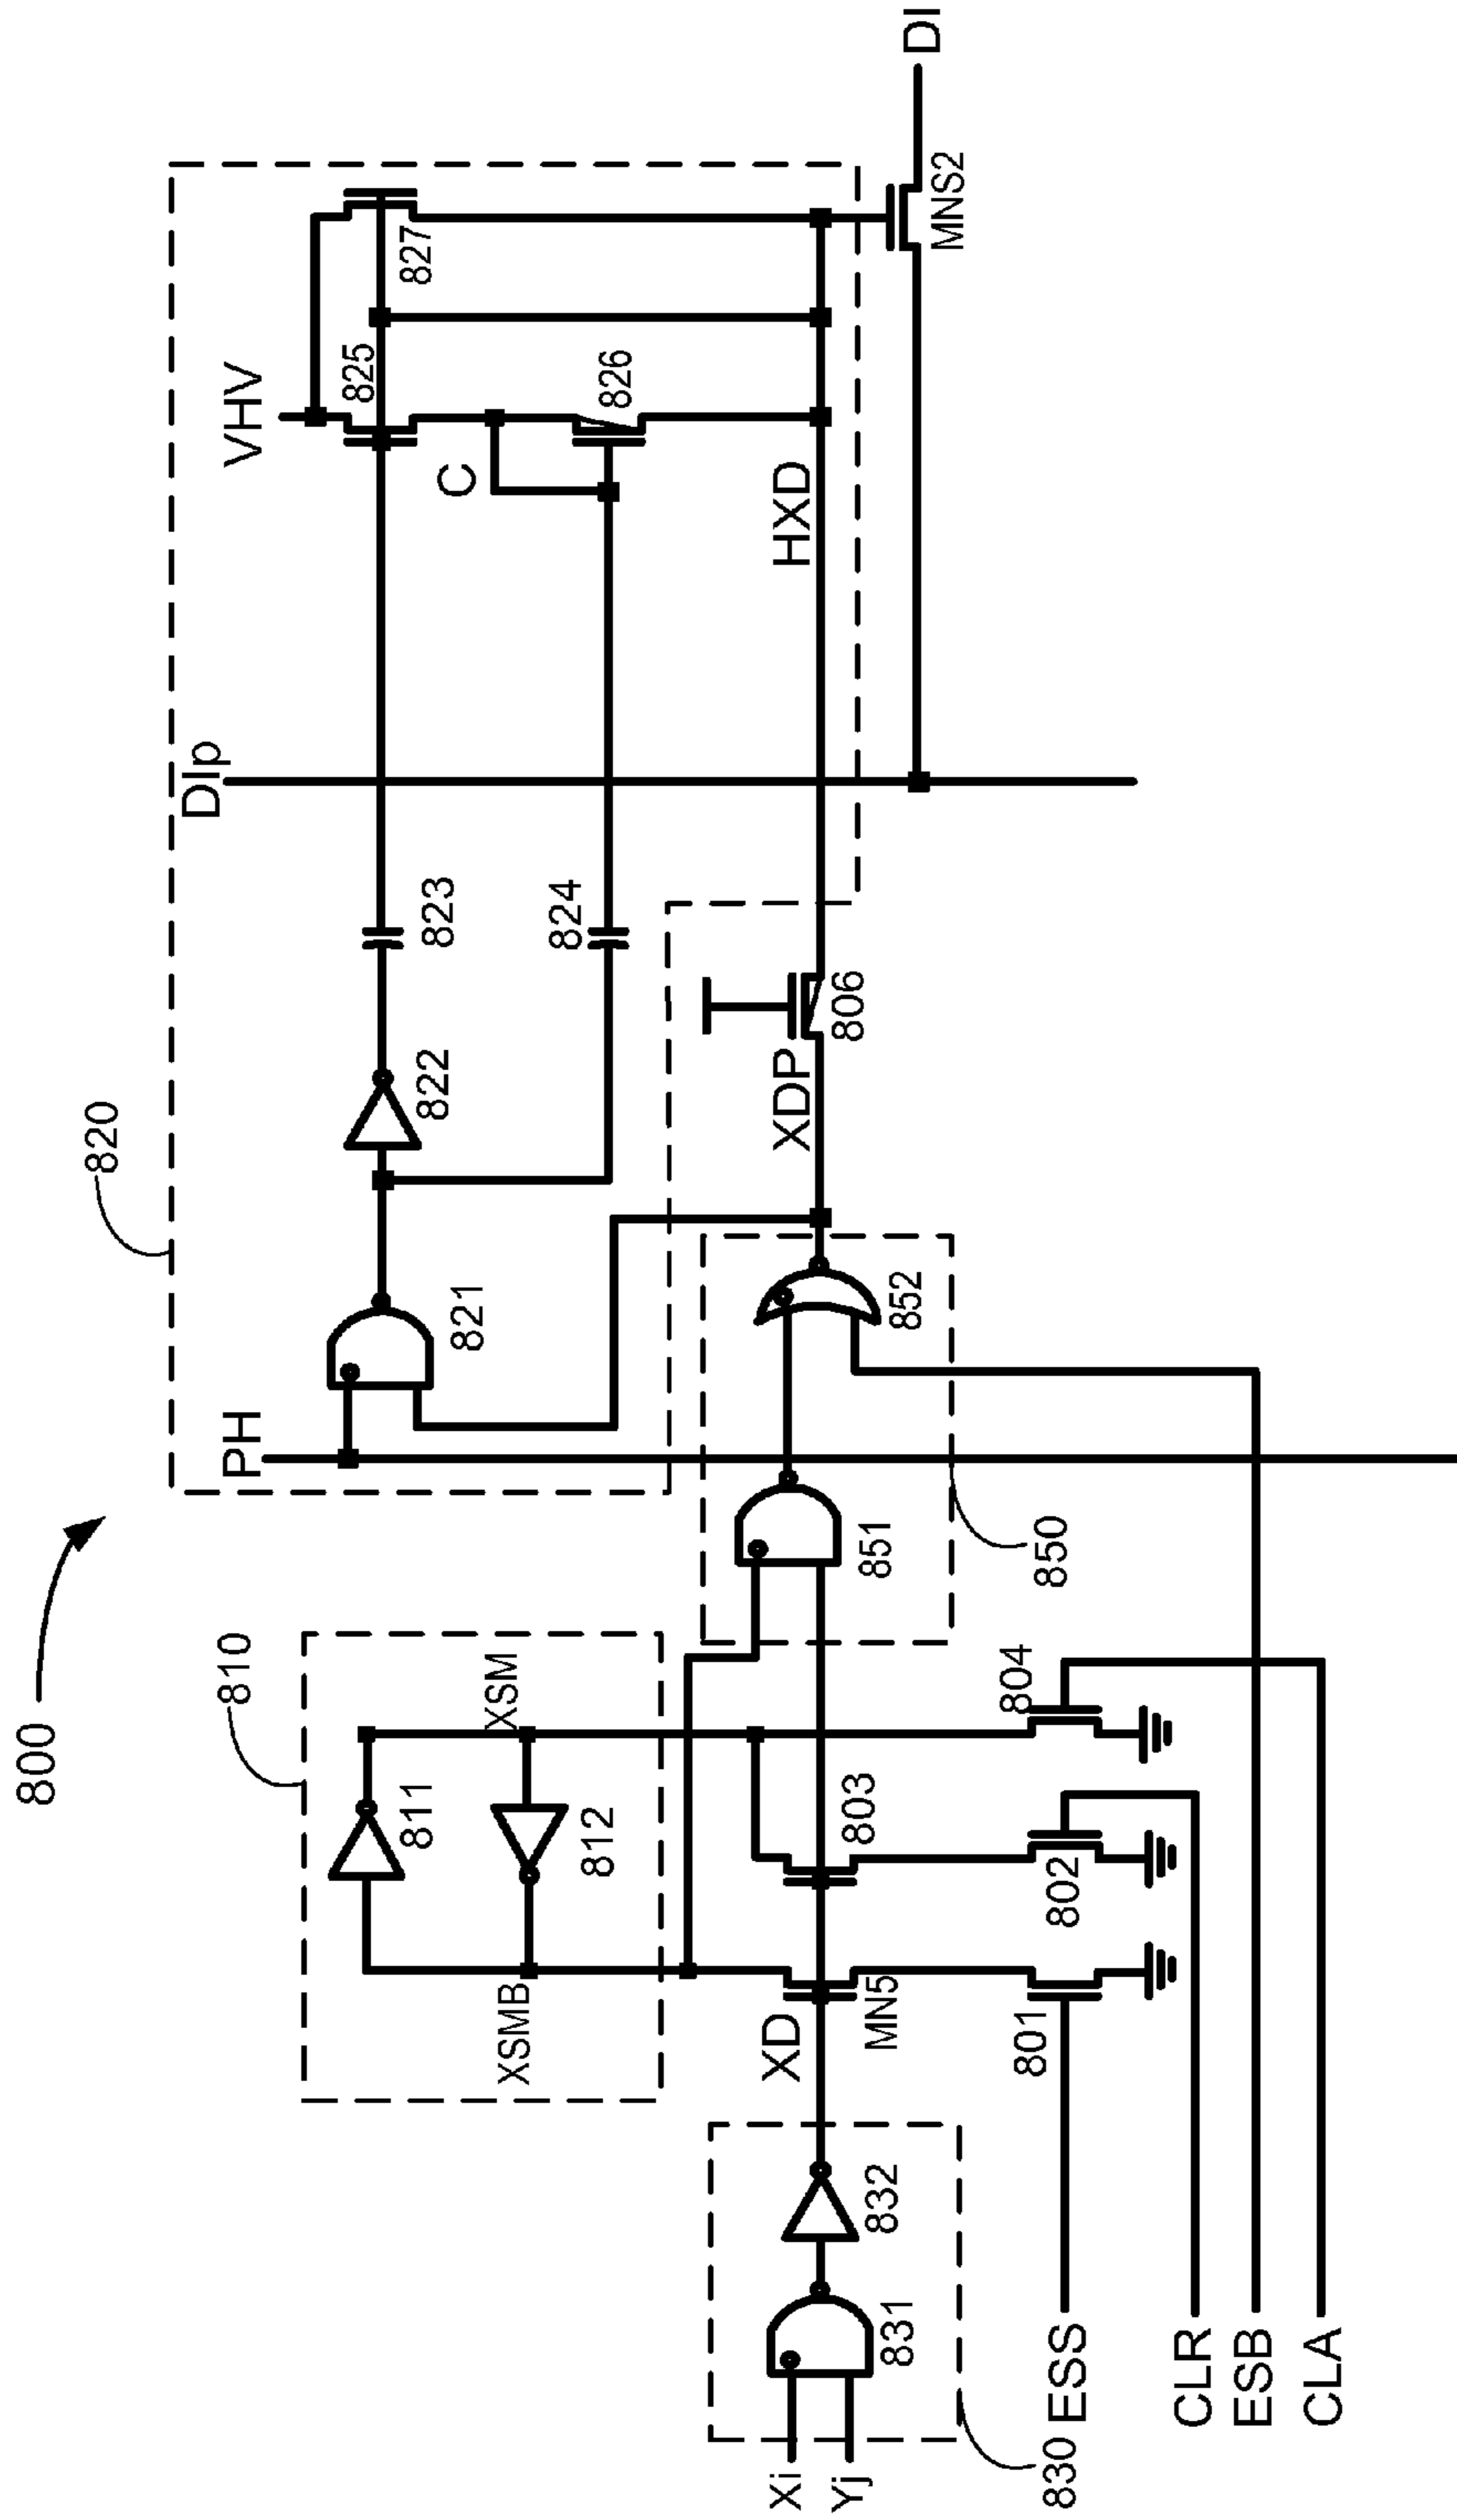 800
820
810
PH
DIp
VHV
821
822
823
824
825
826
827
C
HXD
DI
MNS2
811
812
XSM
XSMB
851
852
850
XDP
806
XD
MN5
803
804
802
801
831
832
830
Xi
Yj
ESS
CLR
ESB
CLA